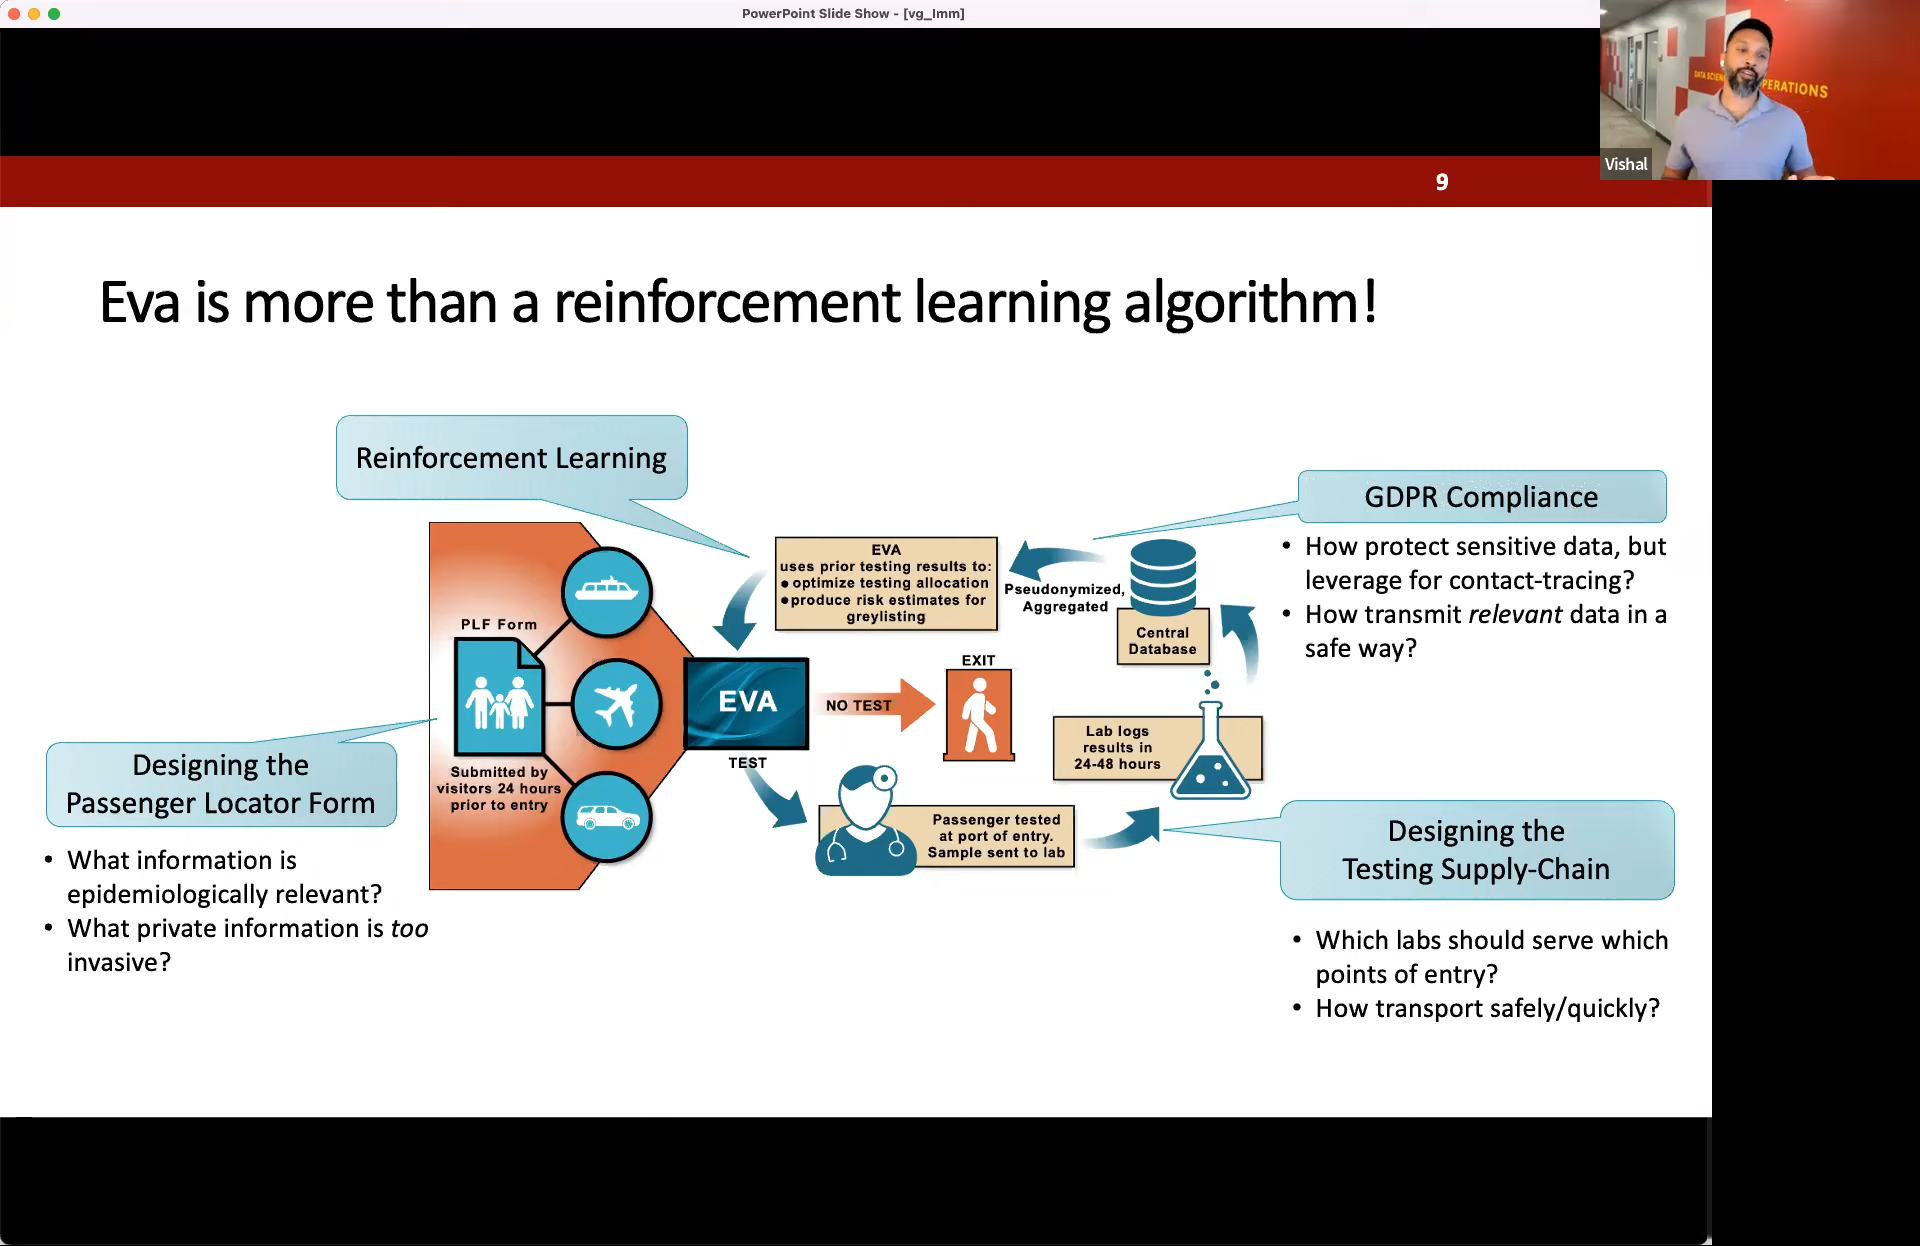 PowerPoint Slide Show - [vg_Imm]
DATA SCIEN
PERATIONS
Vishal
9
Eva is more than a reinforcement learning algorithm!
Reinforcement Learning
GDPR Compliance
• How protect sensitive data, but
leverage for contact-tracing?
• How transmit relevant data in a
safe way?
EVA
uses prior testing results to:
● optimize testing allocation
● produce risk estimates for
greylisting
Pseudonymized,
Aggregated
Central
Database
PLF Form
Submitted by
visitors 24 hours
prior to entry
EVA
NO TEST
EXIT
TEST
Lab logs
results in
24-48 hours
Passenger tested
at port of entry.
Sample sent to lab
Designing the
Passenger Locator Form
• What information is
epidemiologically relevant?
• What private information is too
invasive?
Designing the
Testing Supply-Chain
• Which labs should serve which
points of entry?
• How transport safely/quickly?